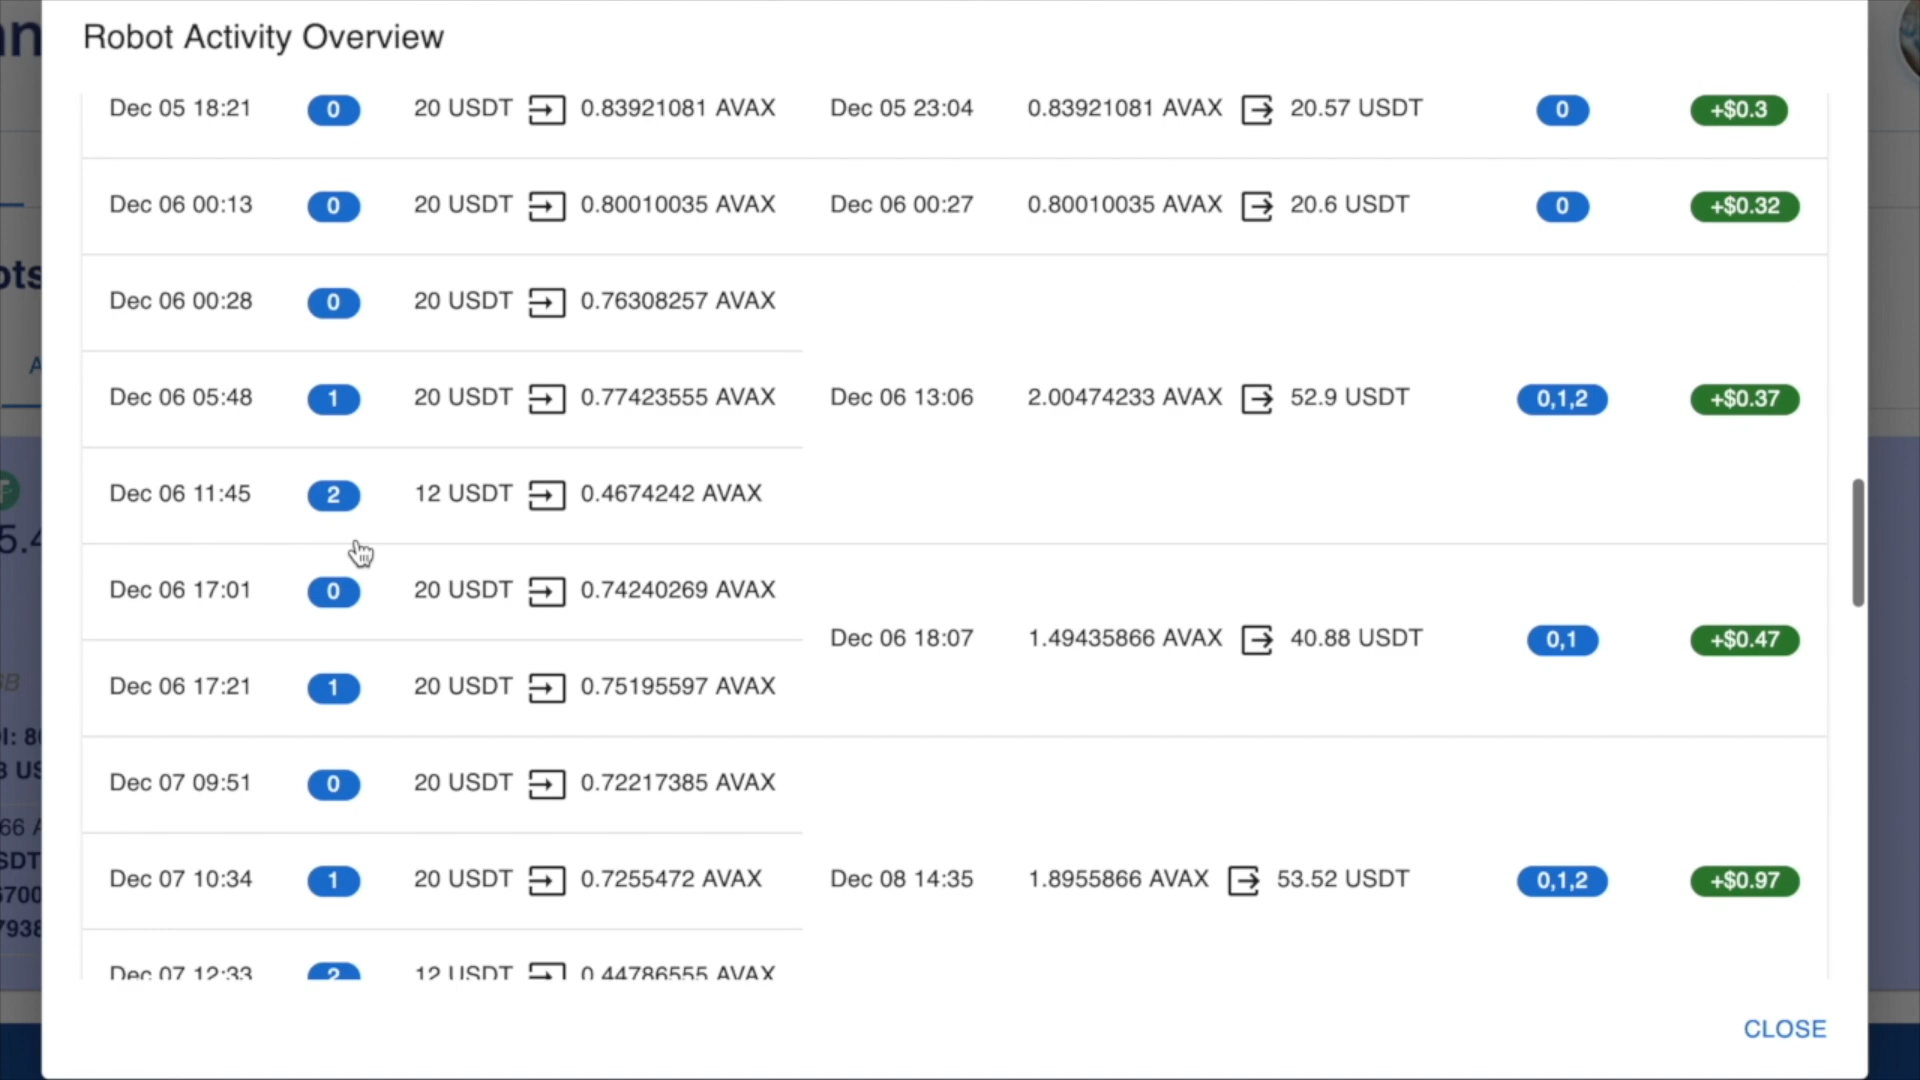 Robot Activity Overview
Dec 05 18:21 0 20 USDT 0.83921081 AVAX Dec 05 23:04 0.83921081 AVAX 20.57 USDT 0 +$0.3
Dec 06 00:13 0 20 USDT 0.80010035 AVAX Dec 06 00:27 0.80010035 AVAX 20.6 USDT 0 +$0.32
Dec 06 00:28 0 20 USDT 0.76308257 AVAX
Dec 06 05:48 1 20 USDT 0.77423555 AVAX Dec 06 13:06 2.00474233 AVAX 52.9 USDT 0,1,2 +$0.37
Dec 06 11:45 2 12 USDT 0.4674242 AVAX
Dec 06 17:01 0 20 USDT 0.74240269 AVAX
Dec 06 18:07 1.49435866 AVAX 40.88 USDT 0,1 +$0.47
Dec 06 17:21 1 20 USDT 0.75195597 AVAX
Dec 07 09:51 0 20 USDT 0.72217385 AVAX
Dec 07 10:34 1 20 USDT 0.7255472 AVAX Dec 08 14:35 1.8955866 AVAX 53.52 USDT 0,1,2 +$0.97
Dec 07 12:33 2 12 USDT 0.44786555 AVAX
CLOSE